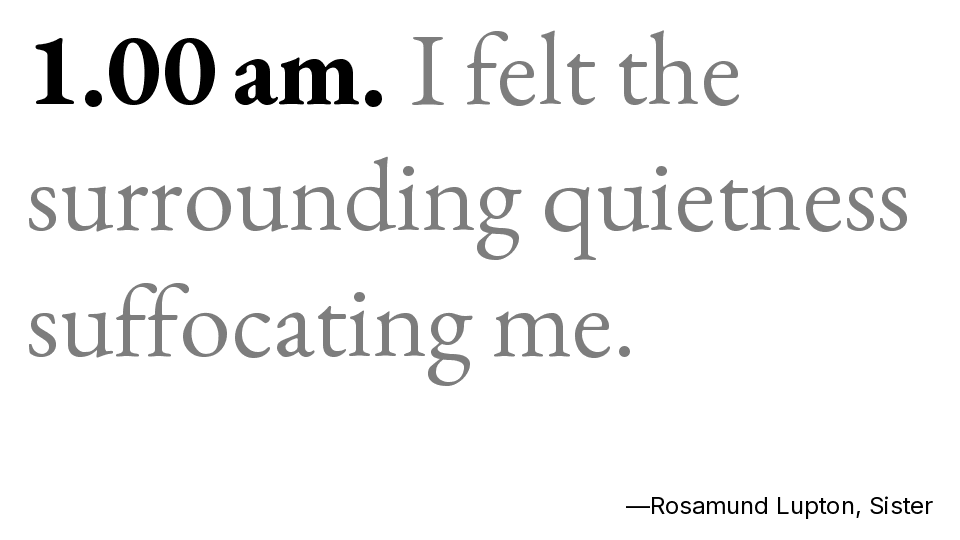 1.00 am. I felt the
surrounding quietness
suffocating me.
—Rosamund Lupton, Sister